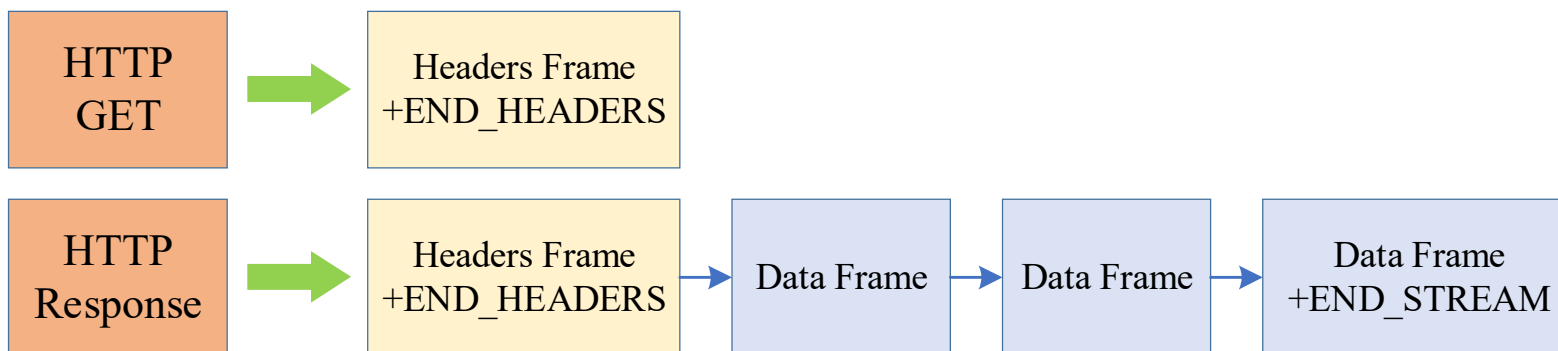 HTTP
GET
Headers Frame
+END_HEADERS
HTTP
Response
Headers Frame
+END_HEADERS
Data Frame
Data Frame
Data Frame
+END_STREAM